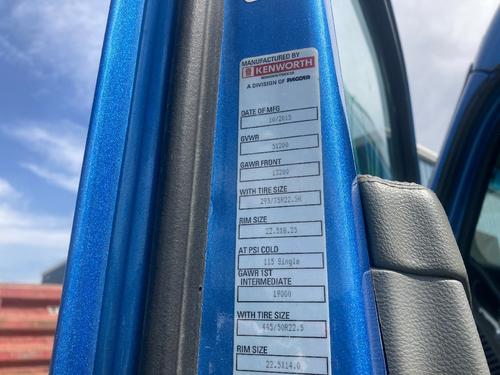 MANUFACTURED BY
KENWORTH
A DIVISION OF PACCAR
DATE OF MFG
10/2015
GVWR
51200
GAWR FRONT
13200
WITH TIRE SIZE
295/75R22.5H
RIM SIZE
22.5X8.25
AT PSI COLD
115 Single
GAWR 1ST
INTERMEDIATE
19000
WITH TIRE SIZE
445/50R22.5
RIM SIZE
22.5X14.0